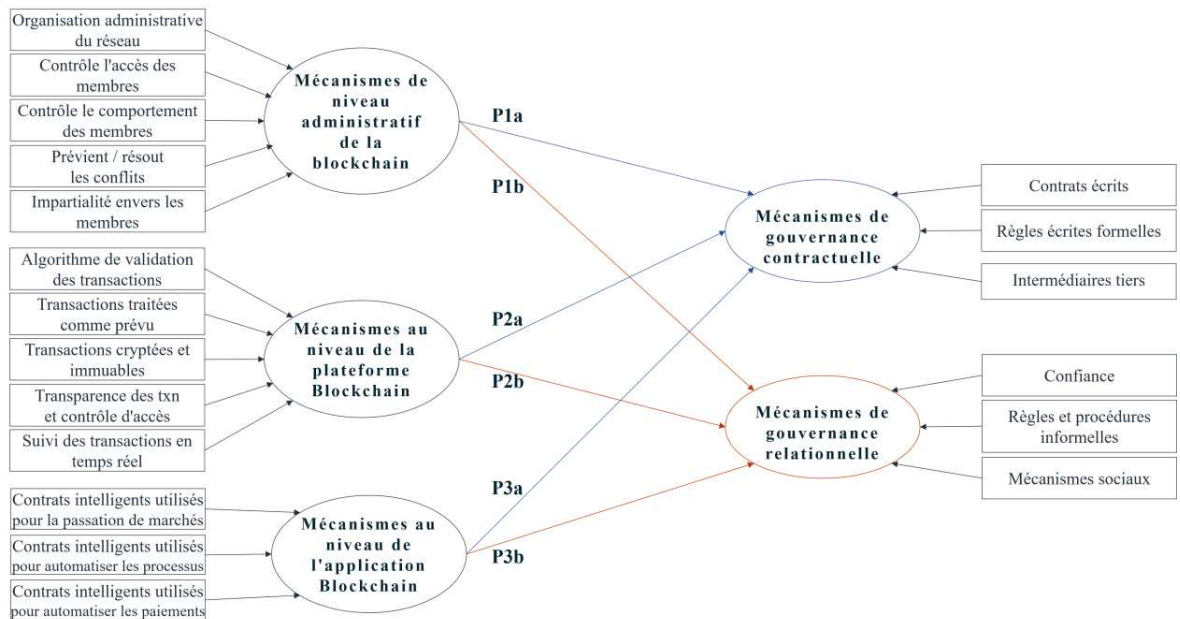 Organisation administrative
du réseau
Contrôle l'accès des
membres
Contrôle le comportement
des membres
Prévient / résout
les conflits
Impartialité envers les
membres
Mécanismes de
niveau
administratif
de la
blockchain
Algorithme de validation
des transactions
Transactions traitées
comme prévu
Transactions cryptées et
immuables
Transparence des txn
et contrôle d'accès
Suivi des transactions en
temps réel
Mécanismes au
niveau de la
plateforme
Blockchain
Contrats intelligents utilisés
pour la passation de marchés
Contrats intelligents utilisés
pour automatiser les processus
Contrats intelligents utilisés
pour automatiser les paiements
Mécanismes au
niveau de
l'application
Blockchain
P1a
P1b
P2a
P2b
P3a
P3b
Mécanismes de
gouvernance
contractuelle
Contrats écrits
Règles écrites formelles
Intermédiaires tiers
Mécanismes de
gouvernance
relationnelle
Confiance
Règles et procédures
informelles
Mécanismes sociaux